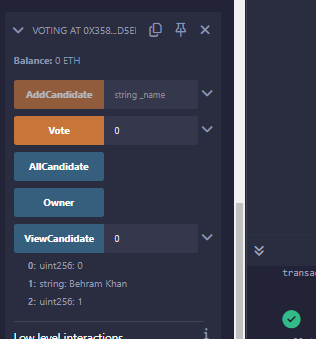 VOTING AT 0X358...D5EI
Balance: 0 ETH
AddCandidate string _name
Vote 0
AllCandidate
Owner
ViewCandidate 0
0: uint256: 0
1: string: Behram Khan
2: uint256: 1
Low level interactions
transac